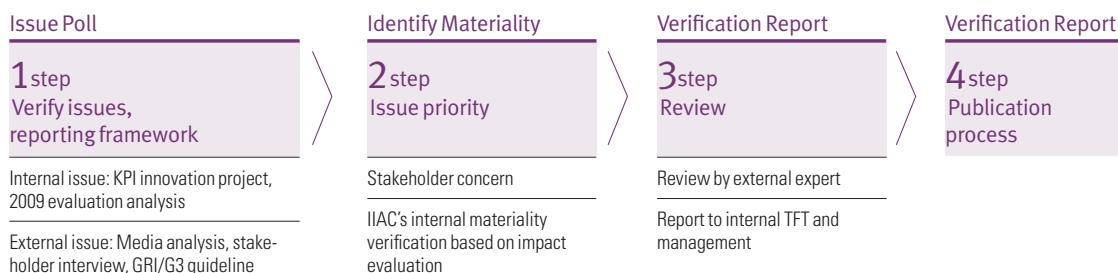 Issue Poll
1 step
Verify issues,
reporting framework
Internal issue: KPI innovation project,
2009 evaluation analysis
External issue: Media analysis, stake-
holder interview, GRI/G3 guideline
Identify Materiality
2 step
Issue priority
Stakeholder concern
IIAC's internal materiality
verification based on impact
evaluation
Verification Report
3step
Review
Review by external expert
Report to internal TFT and
management
Verification Report
4 step
Publication
process